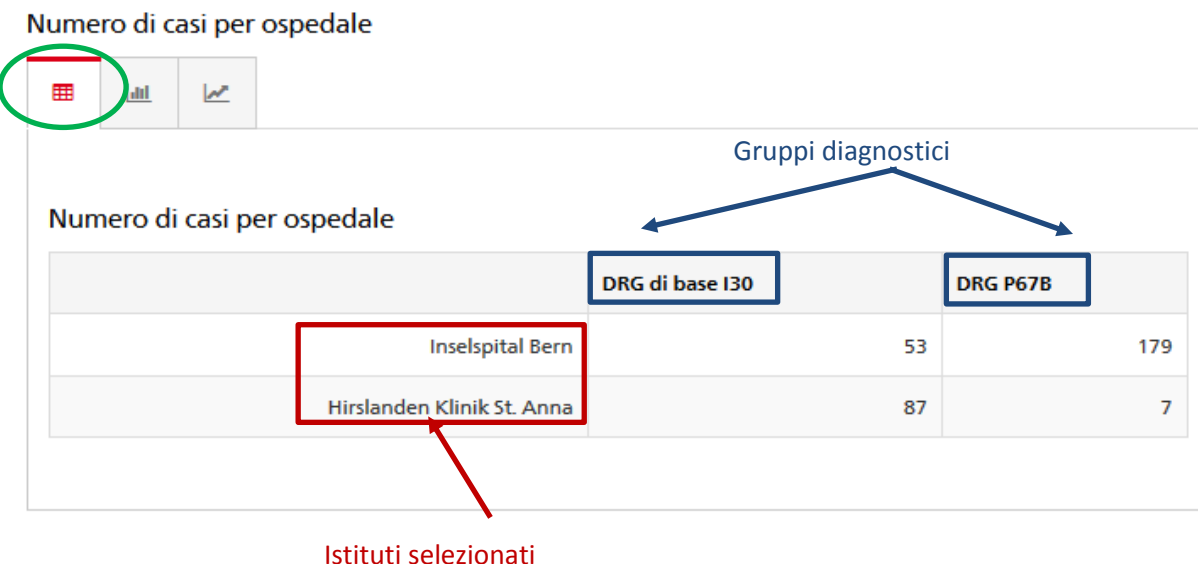 Numero di casi per ospedale
Gruppi diagnostici
Numero di casi per ospedale
DRG di base I30 DRG P67B
Inselspital Bern 53 179
Hirslanden Klinik St. Anna 87 7
Istituti selezionati